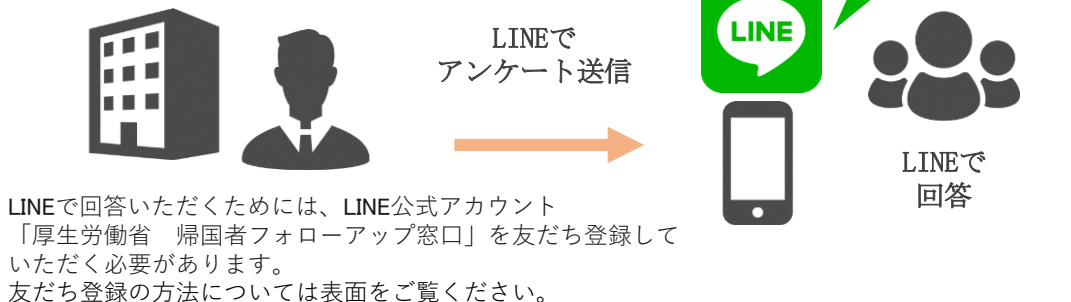 LINEで
アンケート送信
LINE
LINEで
回答
LINEで回答いただくためには、LINE公式アカウント
「厚生労働省　帰国者フォローアップ窓口」を友だち登録して
いただく必要があります。
友だち登録の方法については表面をご覧ください。